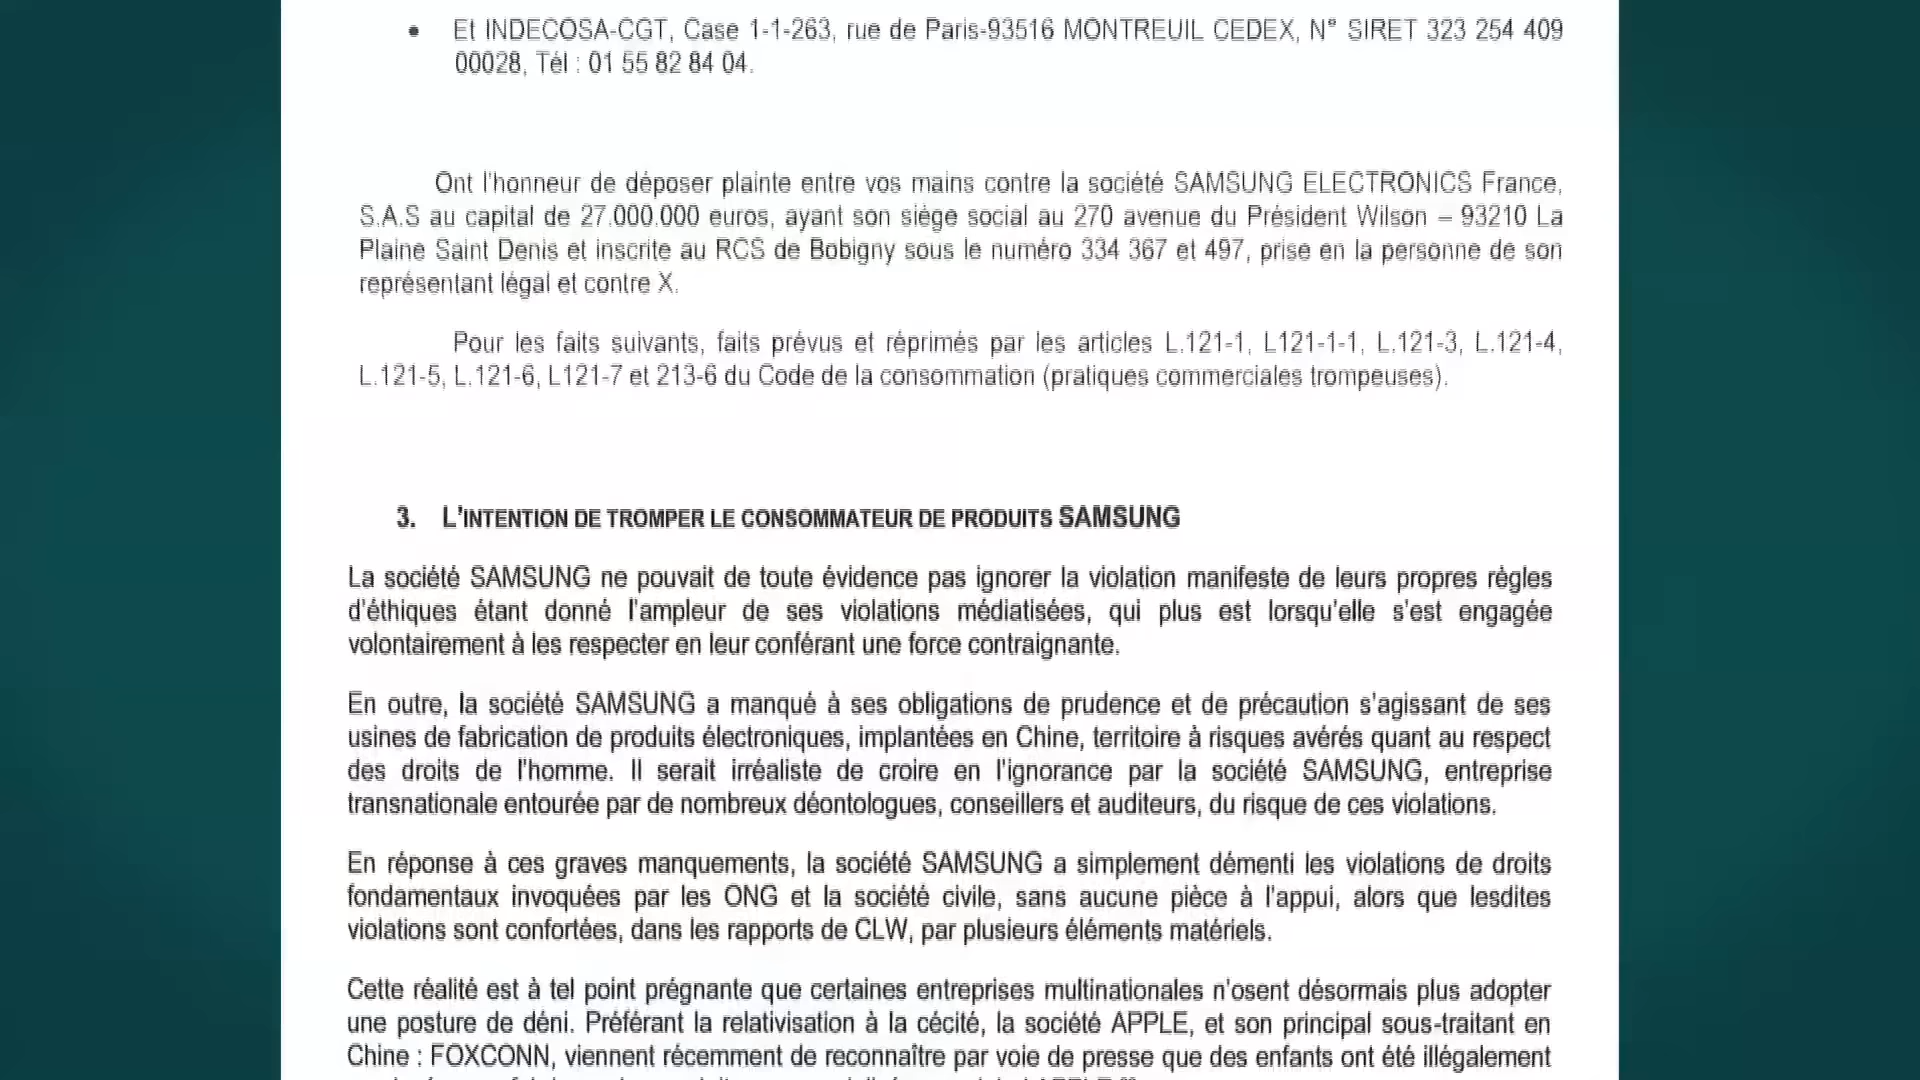 • Et INDECOSA-CGT, Case 1-1-263, rue de Paris-93516 MONTREUIL CEDEX, N° SIRET 323 254 409
00028, Tél : 01 55 82 84 04.
Ont l'honneur de déposer plainte entre vos mains contre la société SAMSUNG ELECTRONICS France,
S.A.S au capital de 27.000.000 euros, ayant son siège social au 270 avenue du Président Wilson – 93210 La
Plaine Saint Denis et inscrite au RCS de Bobigny sous le numéro 334 367 et 497, prise en la personne de son
représentant légal et contre X.
Pour les faits suivants, faits prévus et réprimés par les articles L.121-1, L121-1-1, L.121-3, L.121-4,
L.121-5, L.121-6, L121-7 et 213-6 du Code de la consommation (pratiques commerciales trompeuses).
3. L'INTENTION DE TROMPER LE CONSOMMATEUR DE PRODUITS SAMSUNG
La société SAMSUNG ne pouvait de toute évidence pas ignorer la violation manifeste de leurs propres règles
d'éthiques étant donné l'ampleur de ses violations médiatisées, qui plus est lorsqu'elle s'est engagée
volontairement à les respecter en leur conférant une force contraignante.
En outre, la société SAMSUNG a manqué à ses obligations de prudence et de précaution s'agissant de ses
usines de fabrication de produits électroniques, implantées en Chine, territoire à risques avérés quant au respect
des droits de l'homme. Il serait irréaliste de croire en l'ignorance par la société SAMSUNG, entreprise
transnationale entourée par de nombreux déontologues, conseillers et auditeurs, du risque de ces violations.
En réponse à ces graves manquements, la société SAMSUNG a simplement démenti les violations de droits
fondamentaux invoquées par les ONG et la société civile, sans aucune pièce à l'appui, alors que lesdites
violations sont confortées, dans les rapports de CLW, par plusieurs éléments matériels.
Cette réalité est à tel point prégnante que certaines entreprises multinationales n'osent désormais plus adopter
une posture de déni. Préférant la relativisation à la cécité, la société APPLE, et son principal sous-traitant en
Chine : FOXCONN, viennent récemment de reconnaître par voie de presse que des enfants ont été illégalement